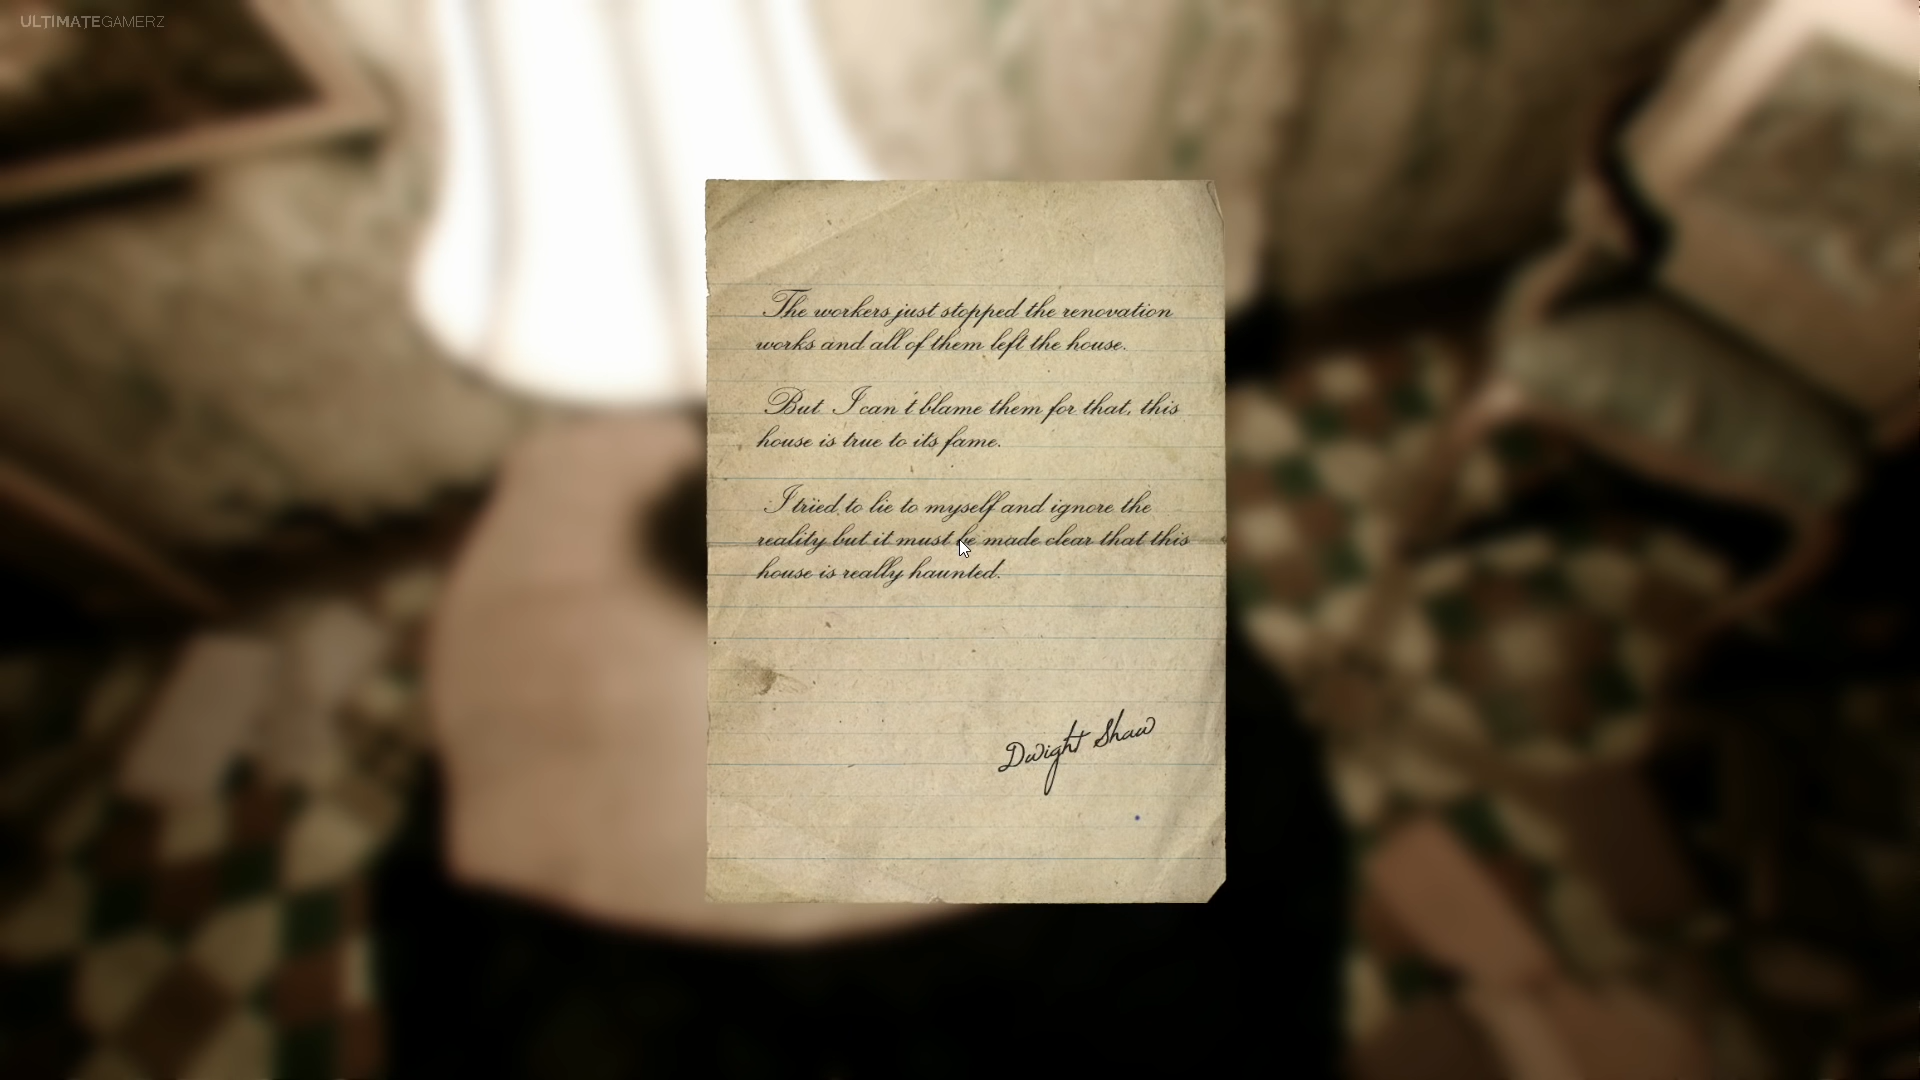 ULTIMATEGAMERZ
The workers just stopped the renovation
works and all of them left the house.
But I can't blame them for that, this
house is true to its fame.
I tried to lie to myself and ignore the
reality but it must be made clear that this
house is really haunted.
Dwight Shaw